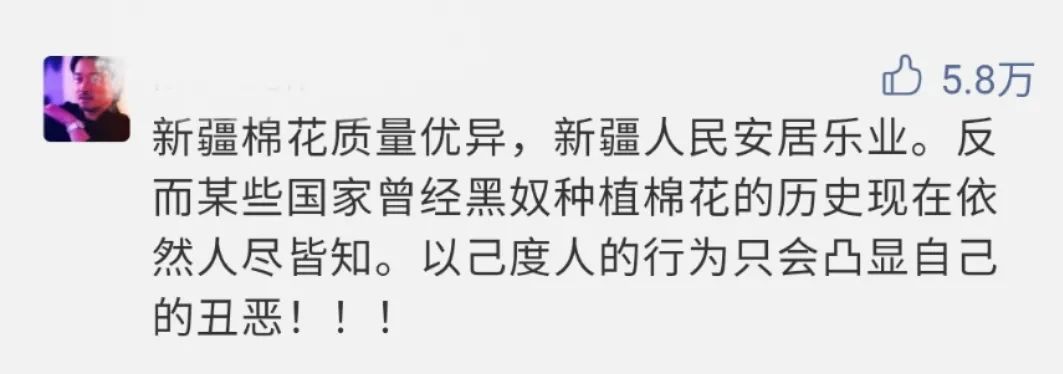 5.8万
新疆棉花质量优异，新疆人民安居乐业。反
而某些国家曾经黑奴种植棉花的历史现在依
然人尽皆知。以己度人的行为只会凸显自己
的丑恶！！！